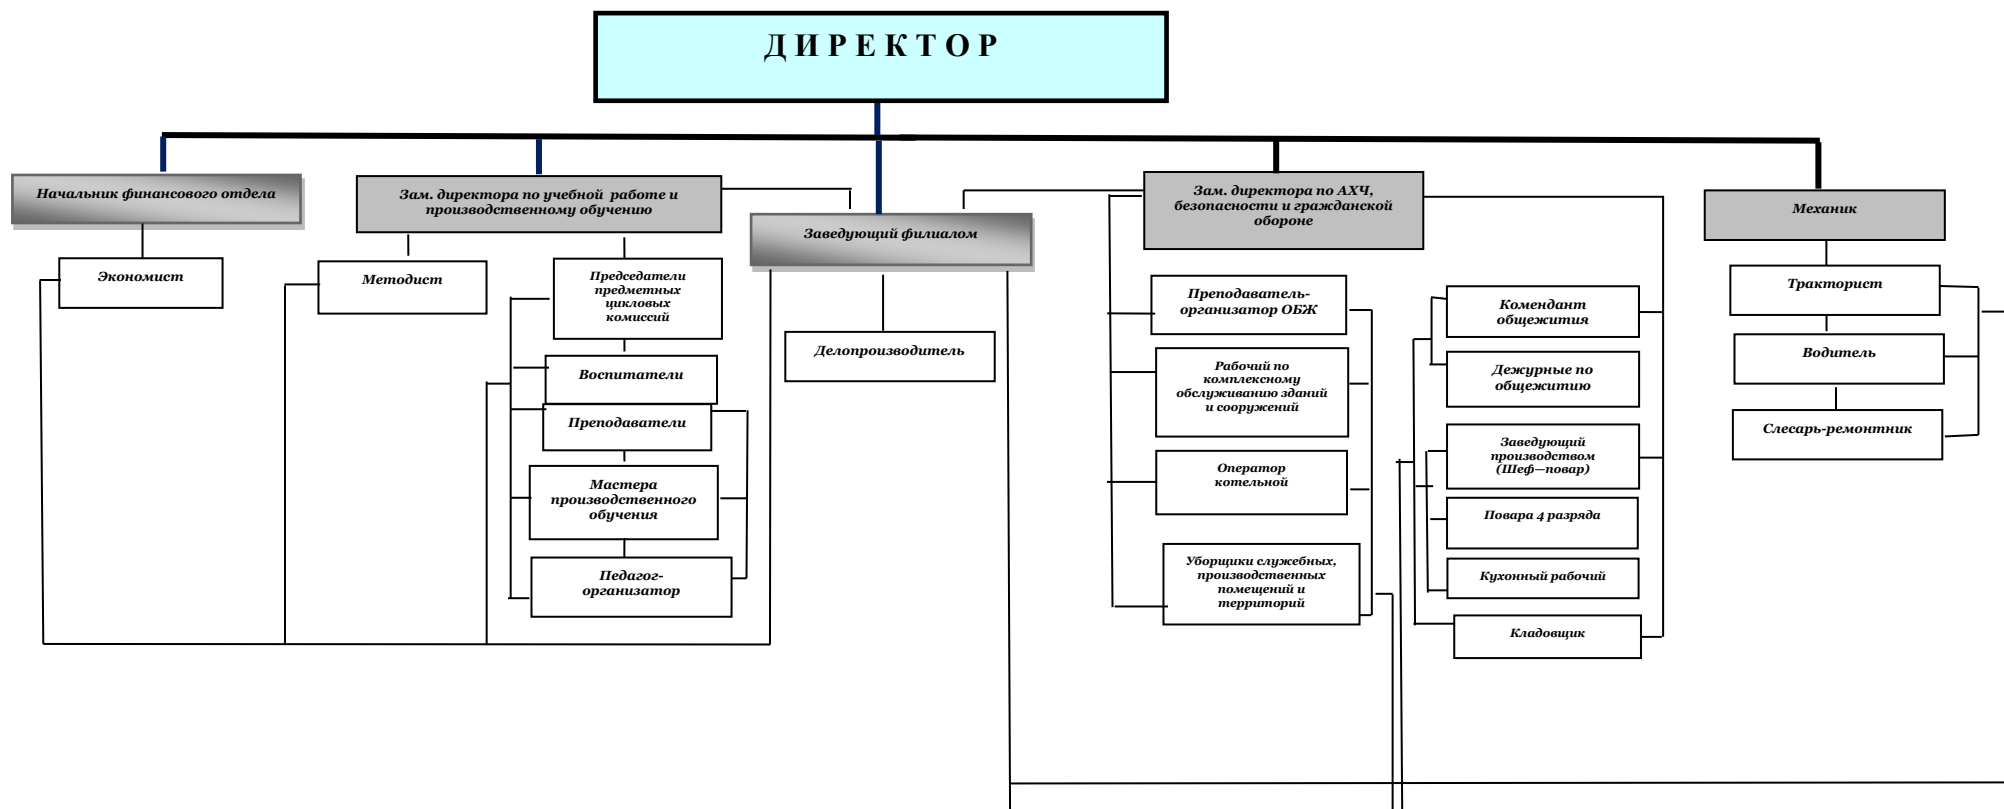 Д И Р Е К Т О Р
Начальник финансового отдела
Экономист
Зам. директора по учебной работе и
производственному обучению
Методист
Председатели
предметных
цикловых
комиссий
Воспитатели
Преподаватели
Мастера
производственного
обучения
Педагог-
организатор
Заведующий филиалом
Делопроизводитель
Зам. директора по АХЧ,
безопасности и гражданской
обороне
Преподаватель-
организатор ОБЖ
Рабочий по
комплексному
обслуживанию зданий
и сооружений
Оператор
котельной
Уборщики служебных,
производственных
помещений и
территорий
Комендант
общежития
Дежурные по
общежитию
Заведующий
производством
(Шеф—повар)
Повара 4 разряда
Кухонный рабочий
Кладовщик
Механик
Тракторист
Водитель
Слесарь-ремонтник